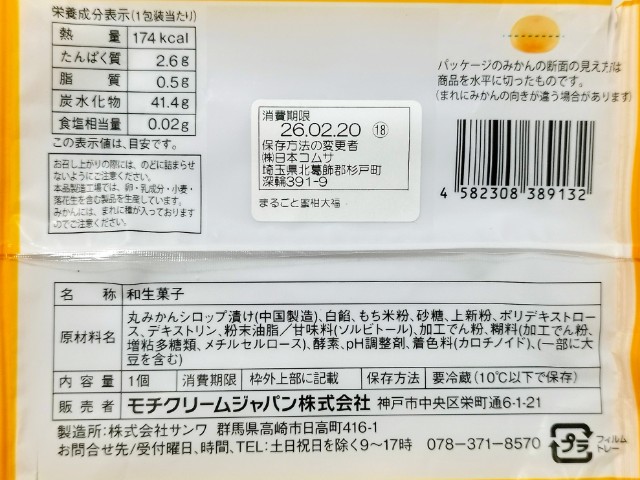 栄養成分表示(1包装当たり)
熱量 174kcal
たんぱく質 2.6g
脂質 0.5g
炭水化物 41.4g
食塩相当量 0.02g
この表示値は、目安です。
お召し上がりの際には、のどに詰まらせ
ないようにご注意ください。
本品製造工場では、卵・乳成分・小麦・
落花生を含む製品を生産しています。
みかんには、まれに種が入っております
のでご注意ください。
消費期限
26.02.20 ⑱
保存方法の変更者
㈱日本コムサ
埼玉県北葛飾郡杉戸町
深輪391-9
まるごと蜜柑大福
パッケージのみかんの断面の見え方は
商品を水平に切ったものです。
(まれにみかんの向きが違う場合があります)
4 582308 389132
名称 和生菓子
原材料名 丸みかんシロップ漬け(中国製造)、白餡、もち米粉、砂糖、上新粉、ポリデキストロー
ス、デキストリン、粉末油脂/甘味料(ソルビトール)、加工でん粉、糊料(加工でん粉、
増粘多糖類、メチルセルロース)、酵素、pH調整剤、着色料(カロチノイド)、(一部に大
豆を含む)
内容量 1個 消費期限 枠外上部に記載 保存方法 要冷蔵(10℃以下で保存)
販売者 モチクリームジャパン株式会社 神戸市中央区栄町通6-1-21
製造所:株式会社サンワ 群馬県高崎市日高町416-1
お問合せ先/受付曜日、時間、TEL:土日祝日を除く9〜17時 078-371-8570
プラ
フィルム
トレー